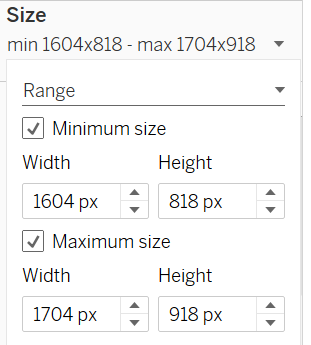 Size
min 1604x818 - max 1704x918
Range
Minimum size
Width Height
1604 px 818 px
Maximum size
Width Height
1704 px 918 px